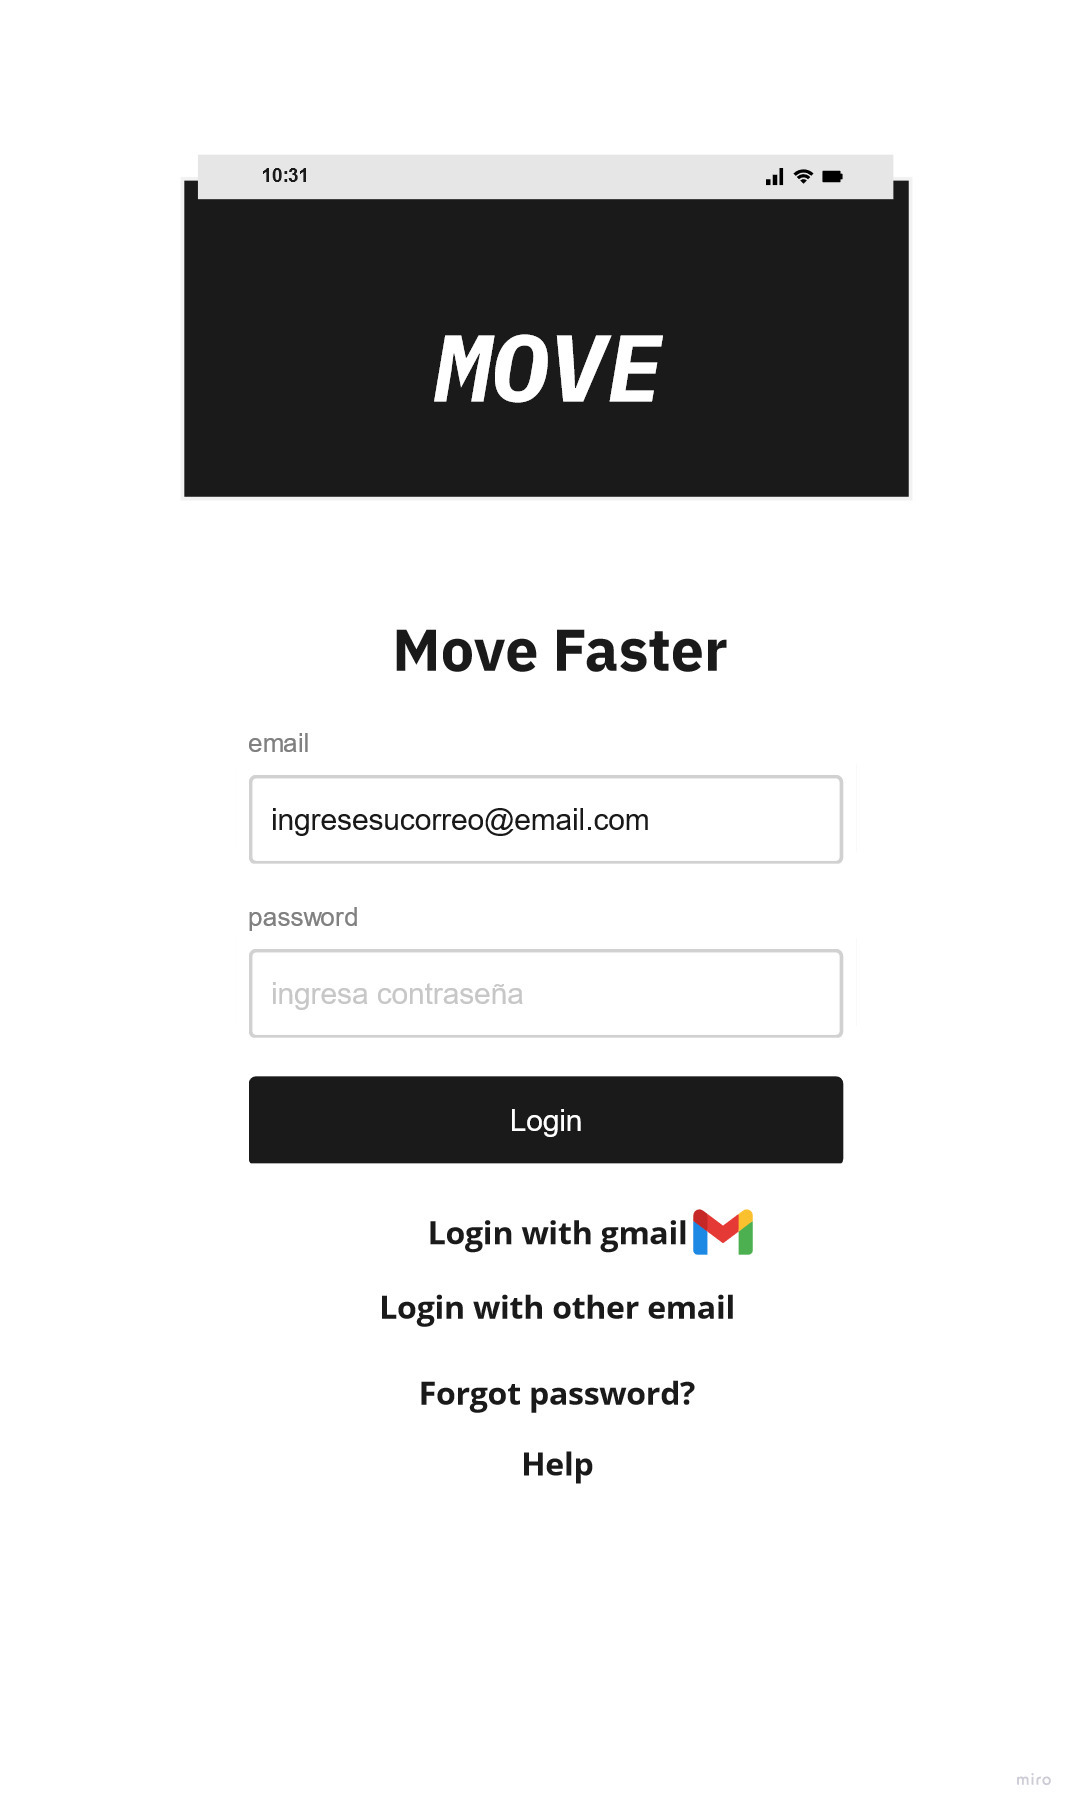 10:31
MOVE
Move Faster
email
ingresesucorreo@email.com
password
ingresa contraseña
Login
Login with gmail
Login with other email
Forgot password?
Help
miro